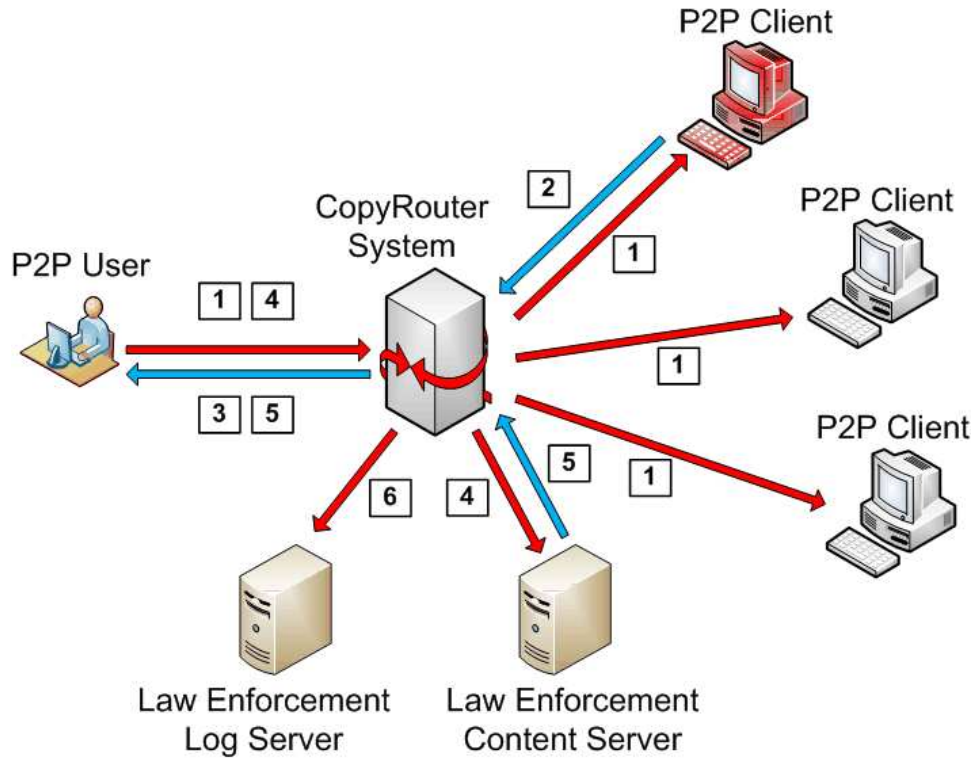 P2P Client
P2P Client
CopyRouter
System
P2P User
2
1
1 4
1
3 5
P2P Client
1
5
6
4
Law Enforcement
Log Server
Law Enforcement
Content Server